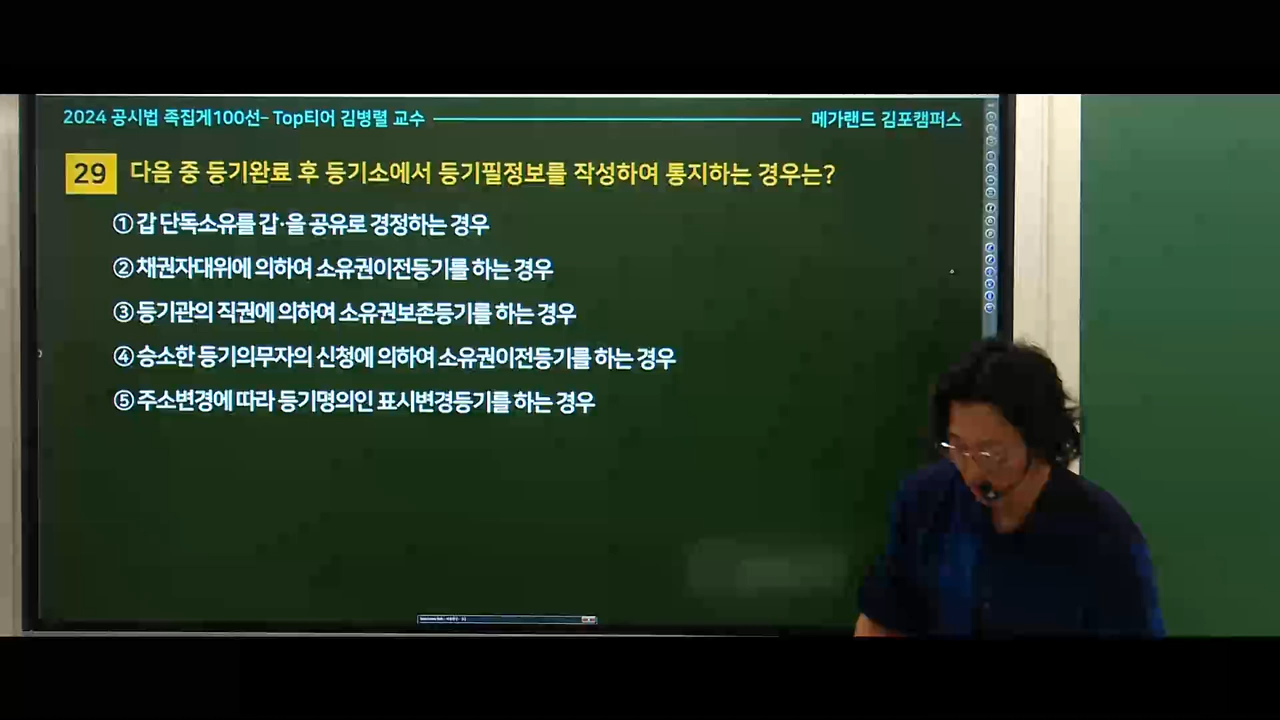 2024 공시법 족집게100선- Top티어 김병렬 교수
메가랜드 김포캠퍼스
29 다음 중 등기완료 후 등기소에서 등기필정보를 작성하여 통지하는 경우는?
① 갑 단독소유를 갑·을 공유로 경정하는 경우
② 채권자대위에 의하여 소유권이전등기를 하는 경우
③ 등기관의 직권에 의하여 소유권보존등기를 하는 경우
④ 승소한 등기의무자의 신청에 의하여 소유권이전등기를 하는 경우
⑤ 주소변경에 따라 등기명의인 표시변경등기를 하는 경우